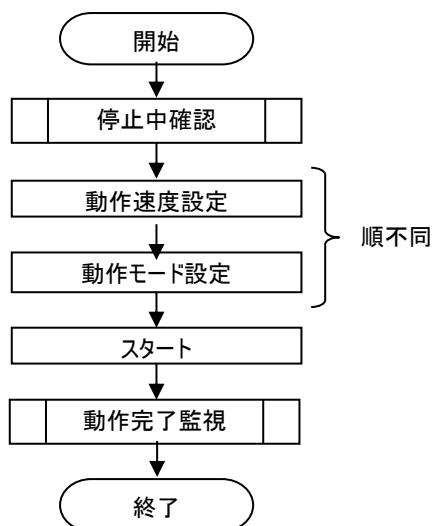 開始
停止中確認
動作速度設定
順不同
動作モード設定
スタート
動作完了監視
終了